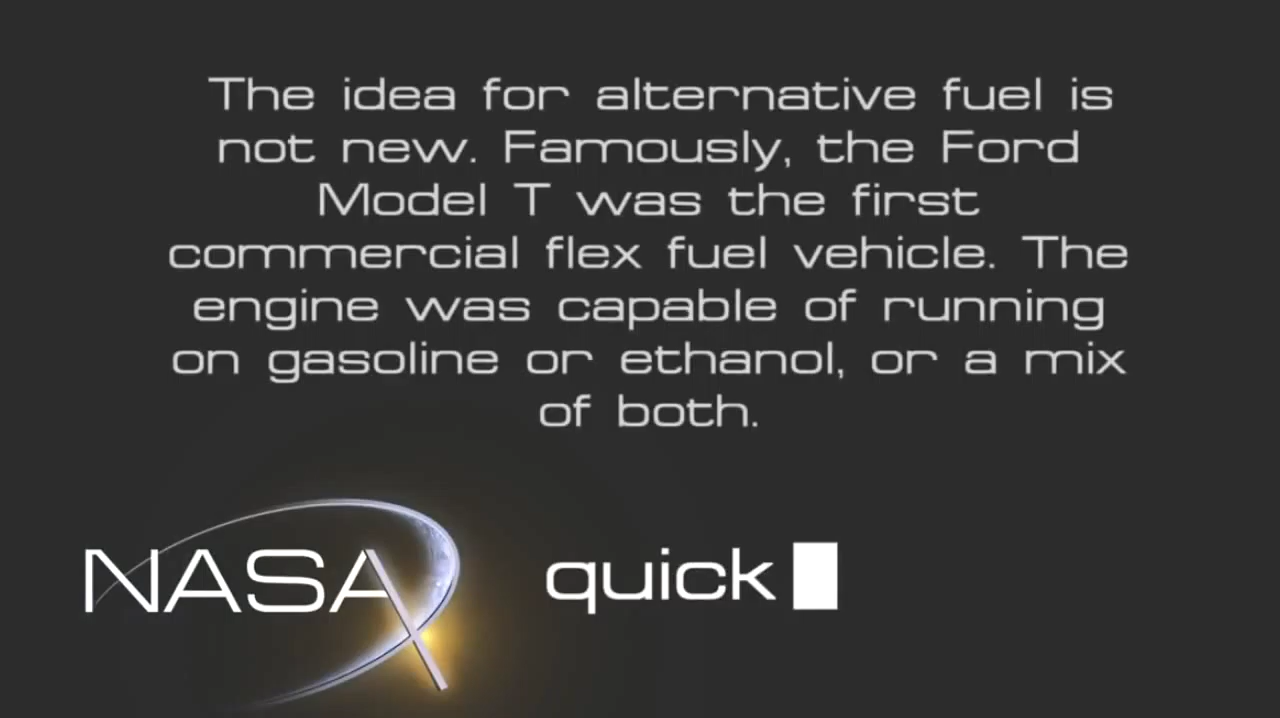 The idea for alternative fuel is
not new. Famously, the Ford
Model T was the first
commercial flex fuel vehicle. The
engine was capable of running
on gasoline or ethanol, or a mix
of both.
NASA X quick